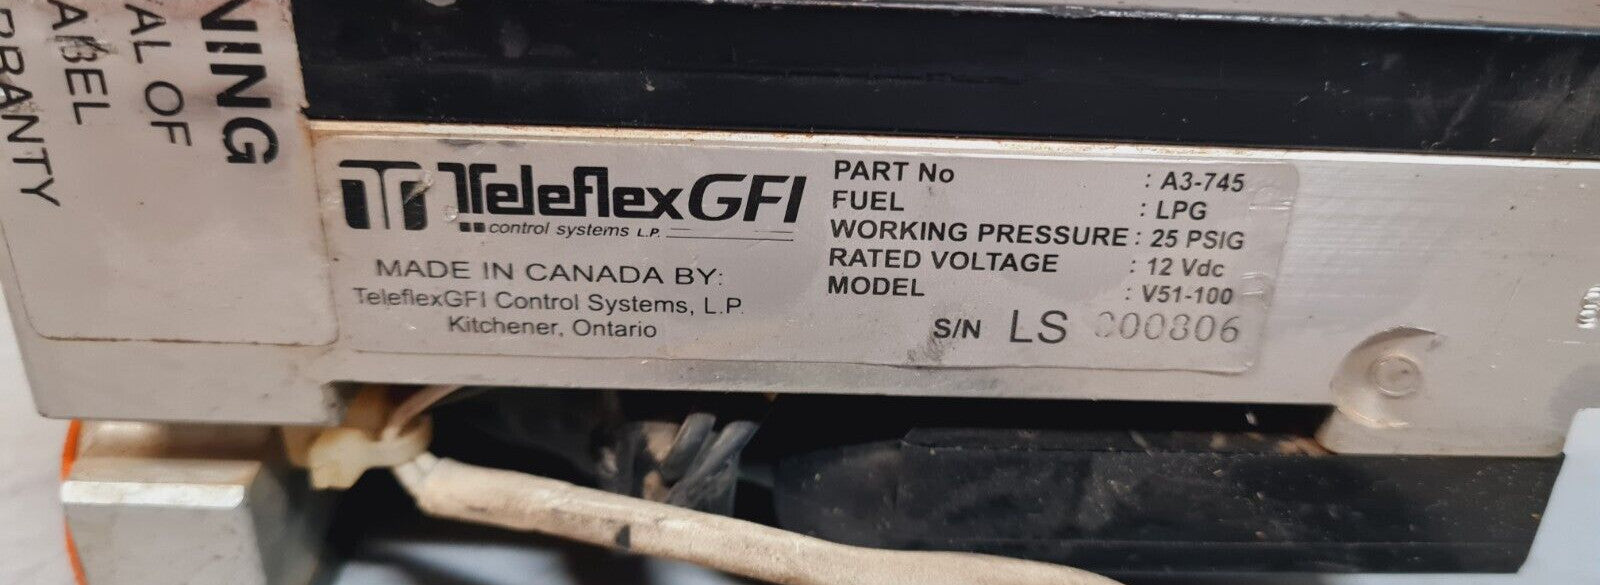 NING
VAL OF
ABEL
RRANTY
TeleflexGFI
control systems L.P.
MADE IN CANADA BY:
TeleflexGFI Control Systems, L.P.
Kitchener, Ontario
PART No : A3-745
FUEL : LPG
WORKING PRESSURE : 25 PSIG
RATED VOLTAGE : 12 Vdc
MODEL : V51-100
S/N LS 000806